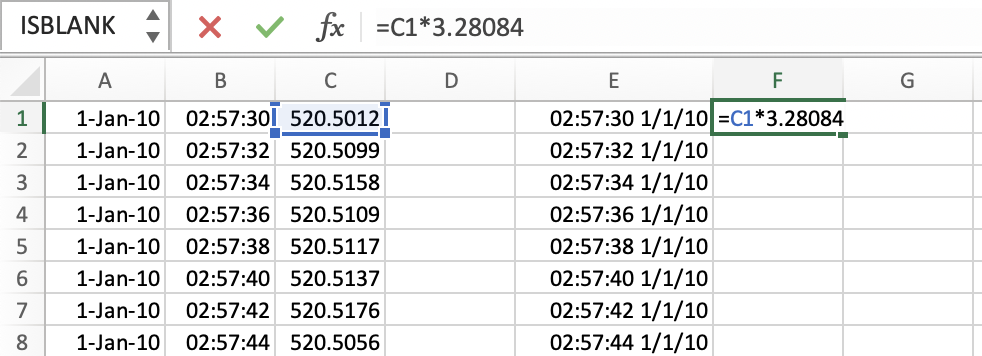 ISBLANK fx =C1*3.28084
A B C D E F G
1 1-Jan-10 02:57:30 520.5012 02:57:30 1/1/10 =C1*3.28084
2 1-Jan-10 02:57:32 520.5099 02:57:32 1/1/10
3 1-Jan-10 02:57:34 520.5158 02:57:34 1/1/10
4 1-Jan-10 02:57:36 520.5109 02:57:36 1/1/10
5 1-Jan-10 02:57:38 520.5117 02:57:38 1/1/10
6 1-Jan-10 02:57:40 520.5137 02:57:40 1/1/10
7 1-Jan-10 02:57:42 520.5176 02:57:42 1/1/10
8 1-Jan-10 02:57:44 520.5056 02:57:44 1/1/10